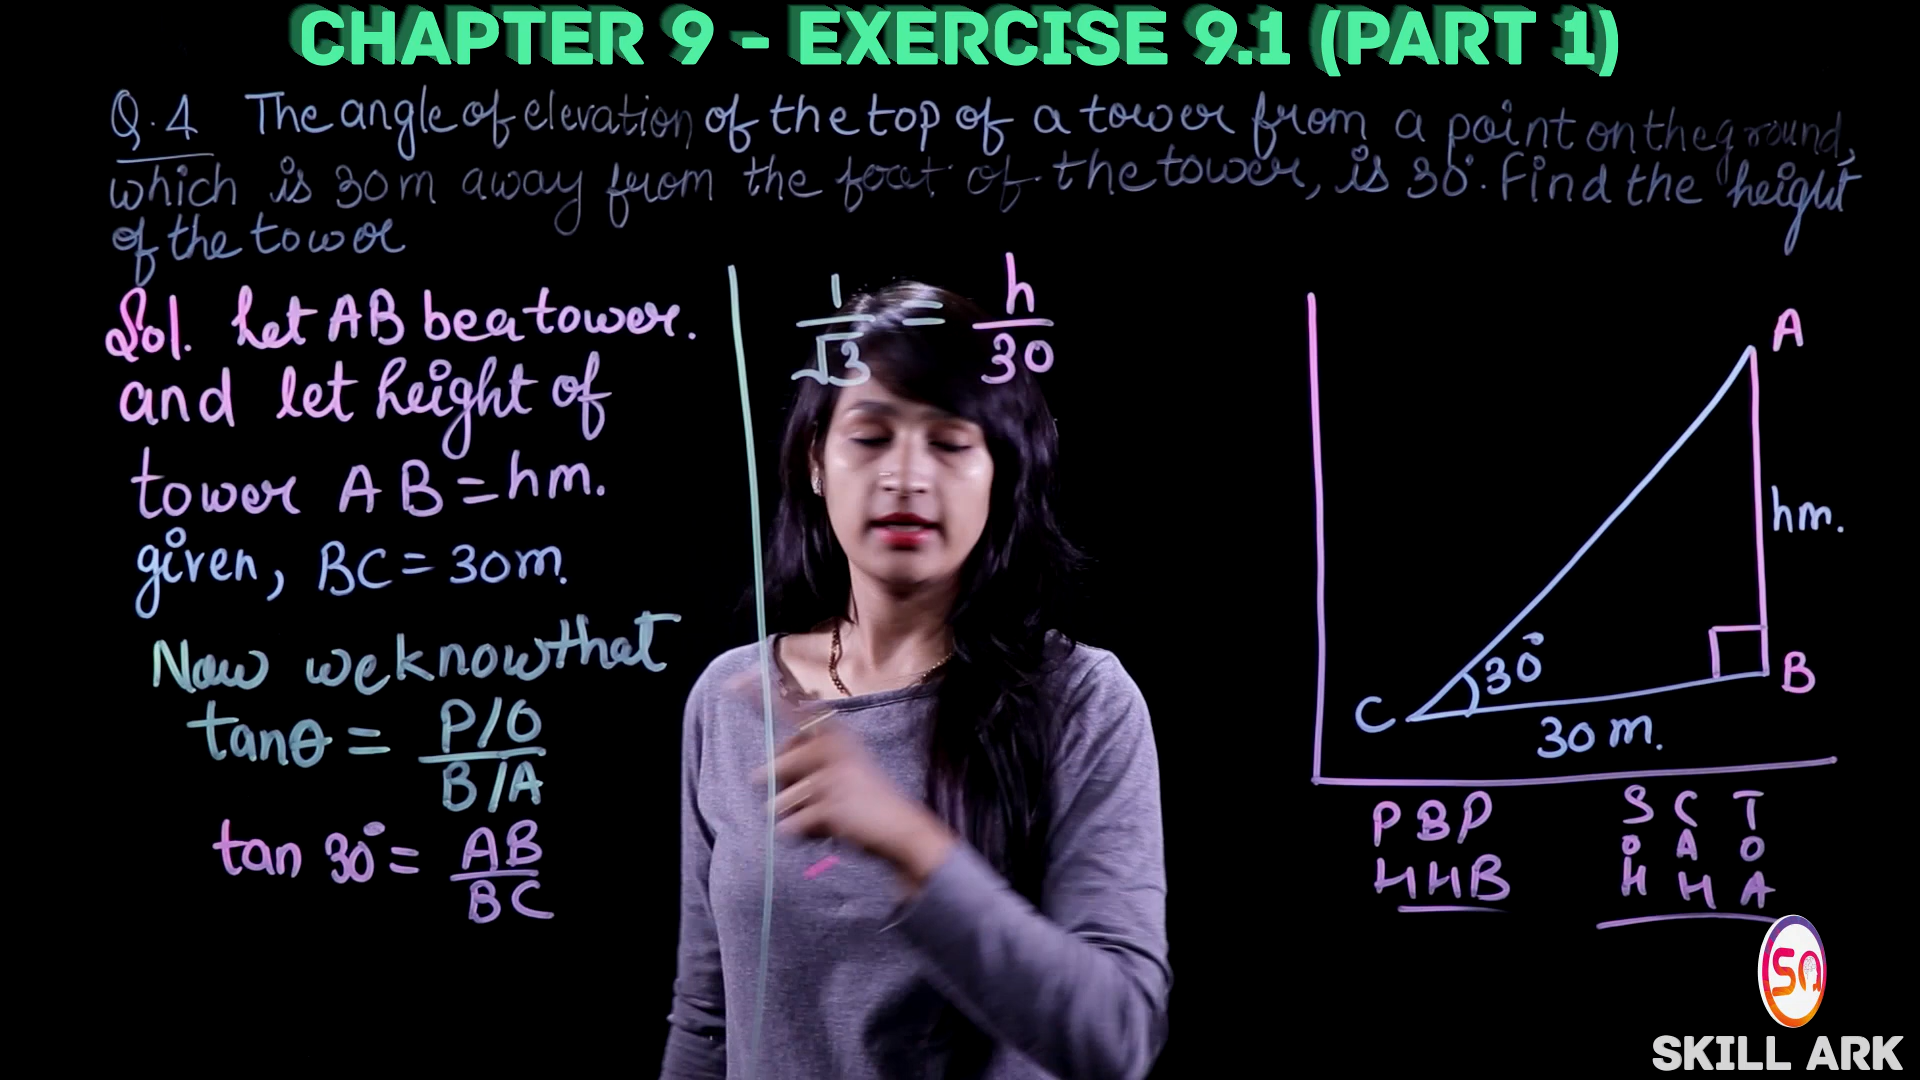 CHAPTER 9 - EXERCISE 9.1 (PART 1)
Q.4 The angle of elevation of the top of a tower from a point on the ground,
which is 30m away from the foot of the tower, is 30°. Find the height
of the tower
Sol. Let AB be a tower.
and let height of
tower AB = hm.
given, BC = 30m.
Now we know that
tanθ = P/O
B/A
tan 30° = AB
BC
1/√3 = h/30
A
hm.
B
30°
C
30 m.
P B P
H H B
S C T
O A O
H H A
SA
SKILL ARK